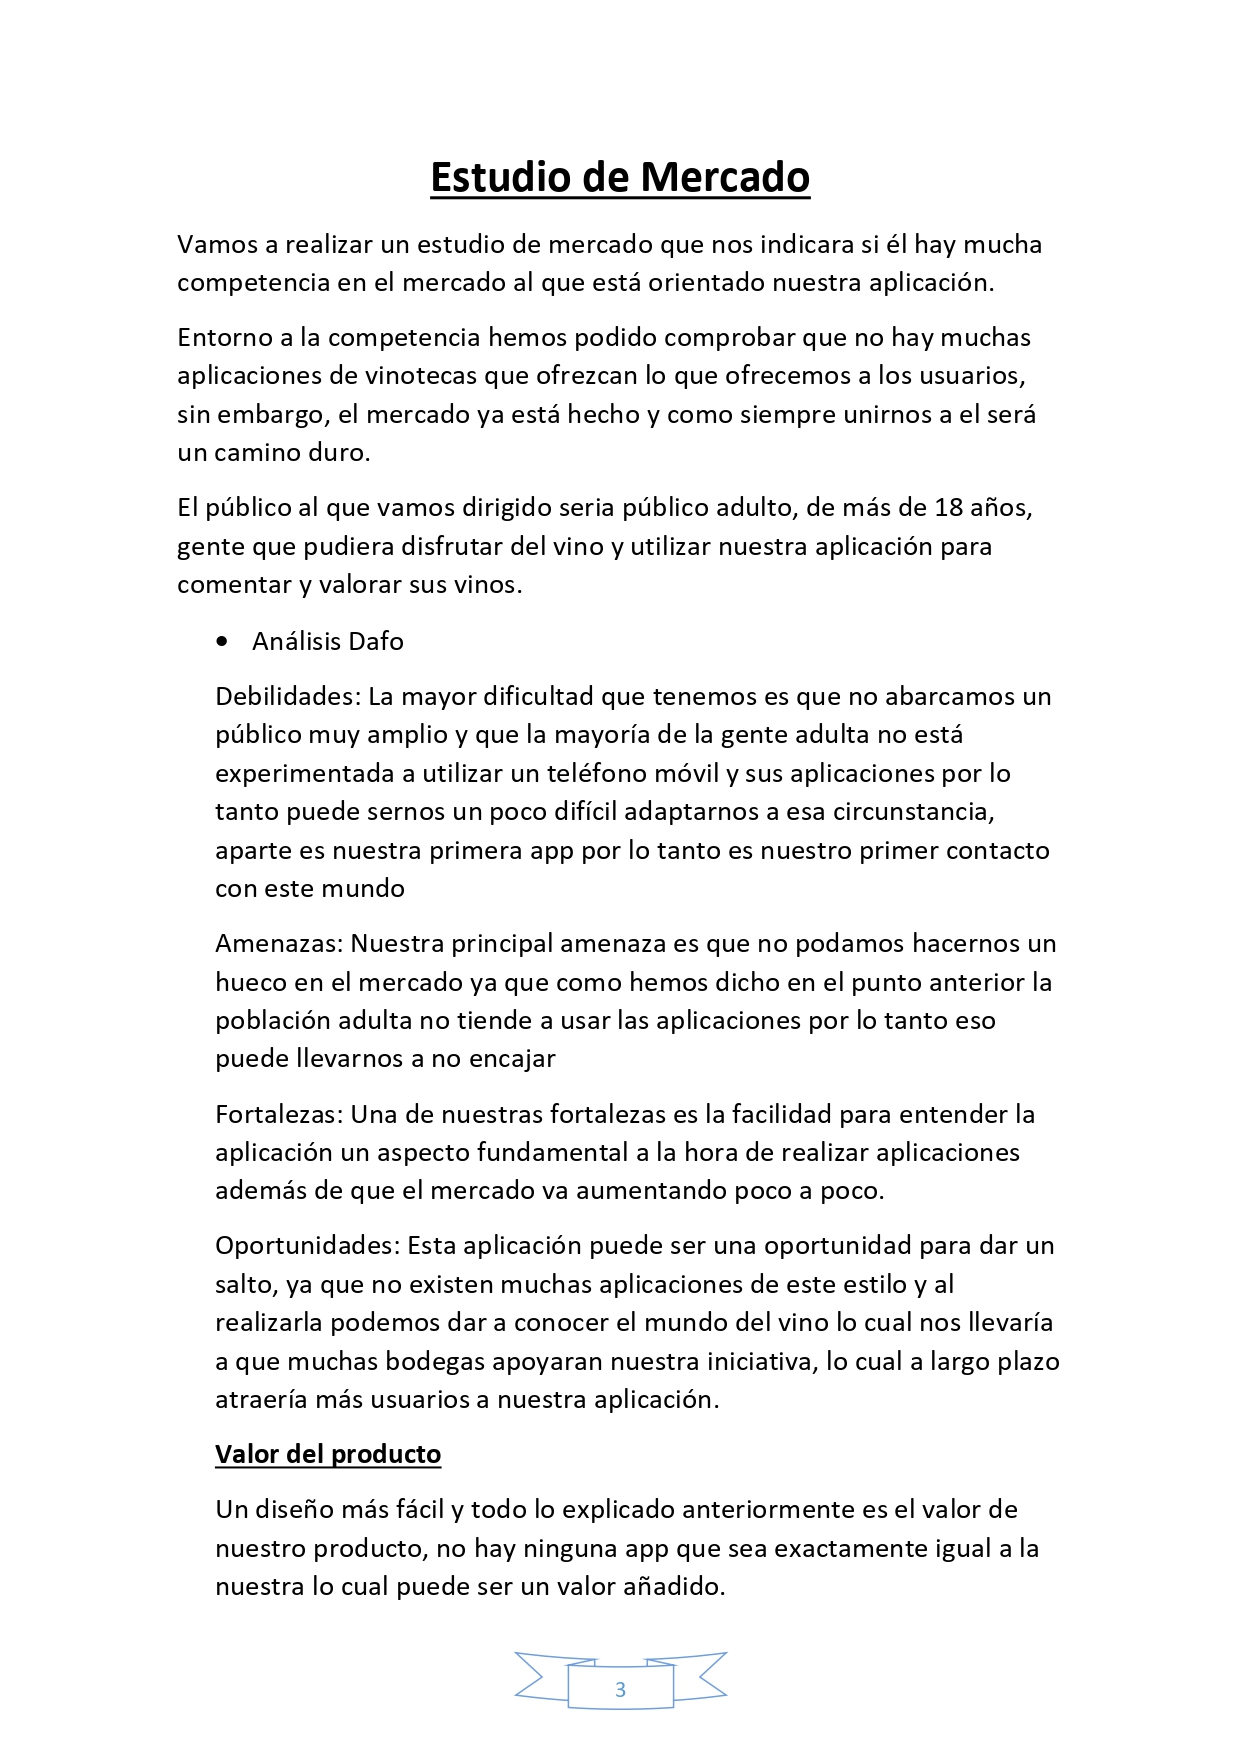 Estudio de Mercado
Vamos a realizar un estudio de mercado que nos indicara si él hay mucha
competencia en el mercado al que está orientado nuestra aplicación.
Entorno a la competencia hemos podido comprobar que no hay muchas
aplicaciones de vinotecas que ofrezcan lo que ofrecemos a los usuarios,
sin embargo, el mercado ya está hecho y como siempre unirnos a el será
un camino duro.
El público al que vamos dirigido seria público adulto, de más de 18 años,
gente que pudiera disfrutar del vino y utilizar nuestra aplicación para
comentar y valorar sus vinos.
• Análisis Dafo
Debilidades: La mayor dificultad que tenemos es que no abarcamos un
público muy amplio y que la mayoría de la gente adulta no está
experimentada a utilizar un teléfono móvil y sus aplicaciones por lo
tanto puede sernos un poco difícil adaptarnos a esa circunstancia,
aparte es nuestra primera app por lo tanto es nuestro primer contacto
con este mundo
Amenazas: Nuestra principal amenaza es que no podamos hacernos un
hueco en el mercado ya que como hemos dicho en el punto anterior la
población adulta no tiende a usar las aplicaciones por lo tanto eso
puede llevarnos a no encajar
Fortalezas: Una de nuestras fortalezas es la facilidad para entender la
aplicación un aspecto fundamental a la hora de realizar aplicaciones
además de que el mercado va aumentando poco a poco.
Oportunidades: Esta aplicación puede ser una oportunidad para dar un
salto, ya que no existen muchas aplicaciones de este estilo y al
realizarla podemos dar a conocer el mundo del vino lo cual nos llevaría
a que muchas bodegas apoyaran nuestra iniciativa, lo cual a largo plazo
atraería más usuarios a nuestra aplicación.
Valor del producto
Un diseño más fácil y todo lo explicado anteriormente es el valor de
nuestro producto, no hay ninguna app que sea exactamente igual a la
nuestra lo cual puede ser un valor añadido.
3